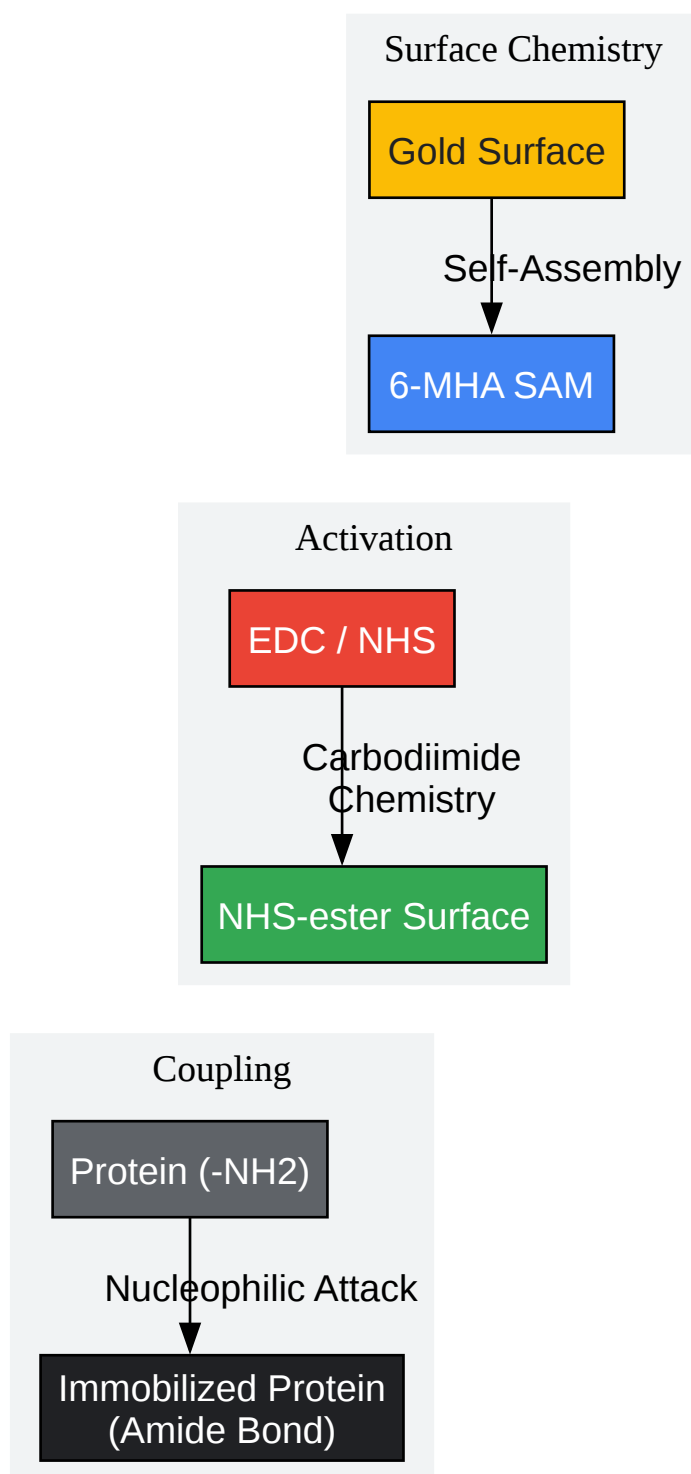 Surface Chemistry
Gold Surface
Self-Assembly
6-MHA SAM
Activation
EDC / NHS
Carbodiimide
Chemistry
NHS-ester Surface
Coupling
Protein (-NH2)
Nucleophilic Attack
Immobilized Protein
(Amide Bond)